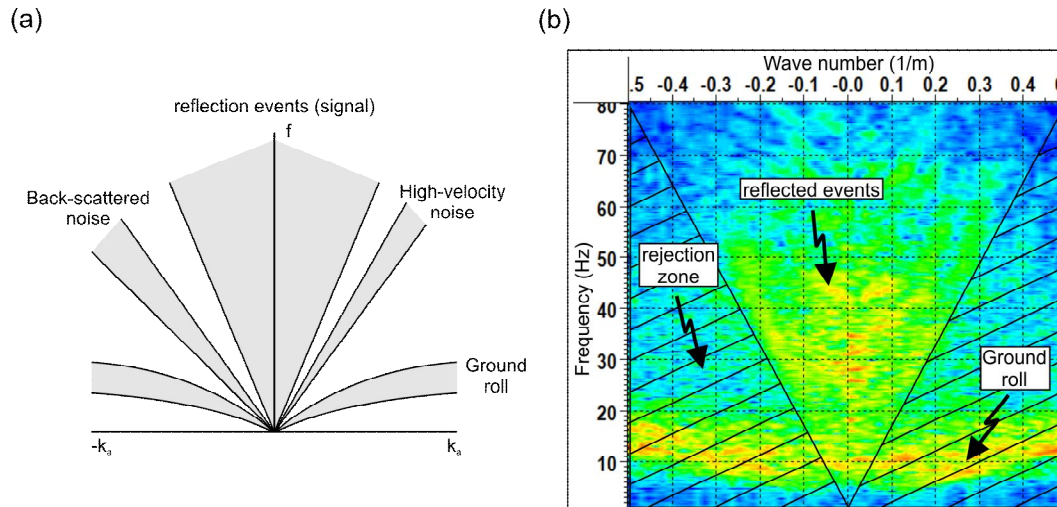 (a)
reflection events (signal)
f
Back-scattered
noise
High-velocity
noise
Ground
roll
-kₐ
kₐ
(b)
Wave number (1/m)
.5 -0.4 -0.3 -0.2 -0.1 -0.0 0.1 0.2 0.3 0.4 0
80
70
60
50
40
30
20
10
Frequency (Hz)
reflected events
rejection
zone
Ground
roll